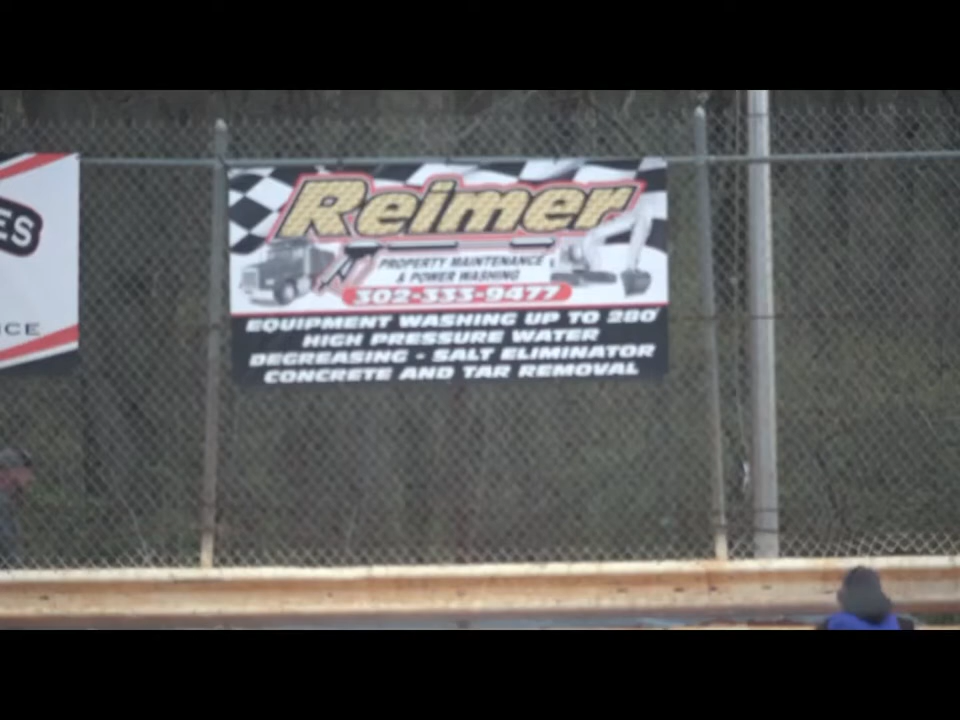 ES
ICE
Reimer
PROPERTY MAINTENANCE
& POWER WASHING
302-333-9477
EQUIPMENT WASHING UP TO 280°
HIGH PRESSURE WATER
DEGREASING - SALT ELIMINATOR
CONCRETE AND TAR REMOVAL